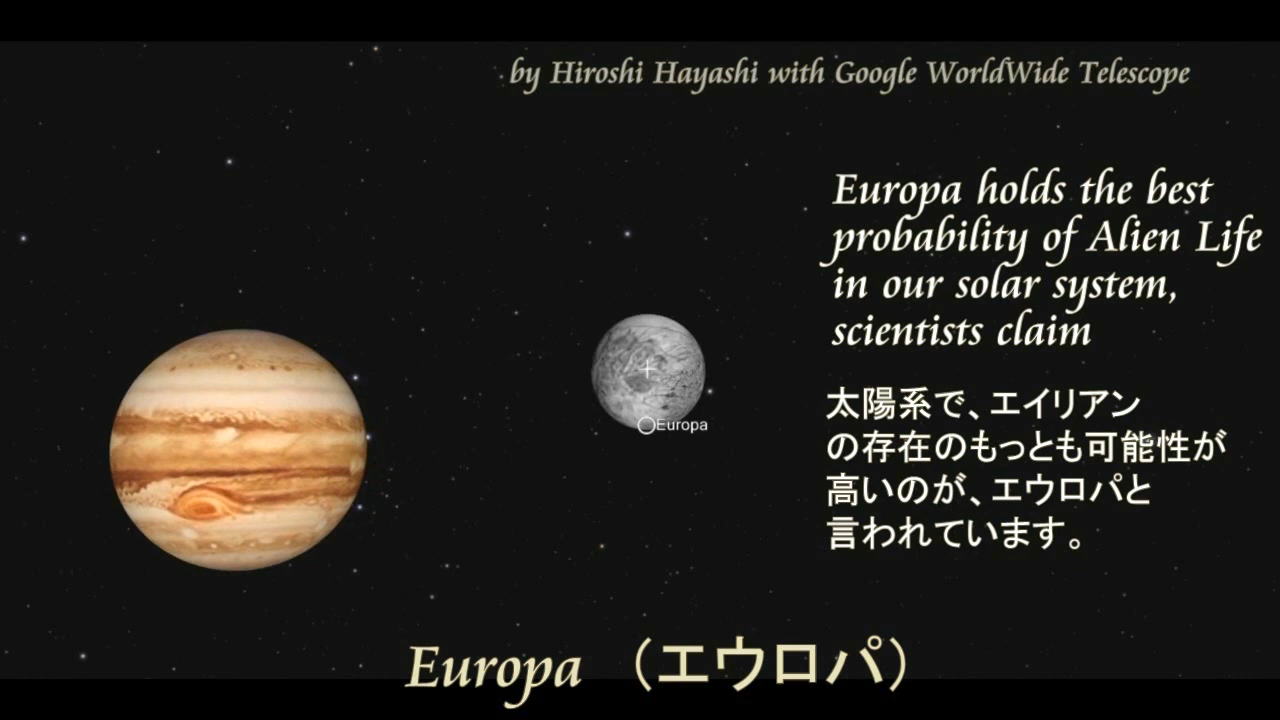 by Hiroshi Hayashi with Google WorldWide Telescope
Europa holds the best
probability of Alien Life
in our solar system,
scientists claim
太陽系で、エイリアン
の存在のもっとも可能性が
高いのが、エウロパと
言われています。
Europa
Europa （エウロパ）